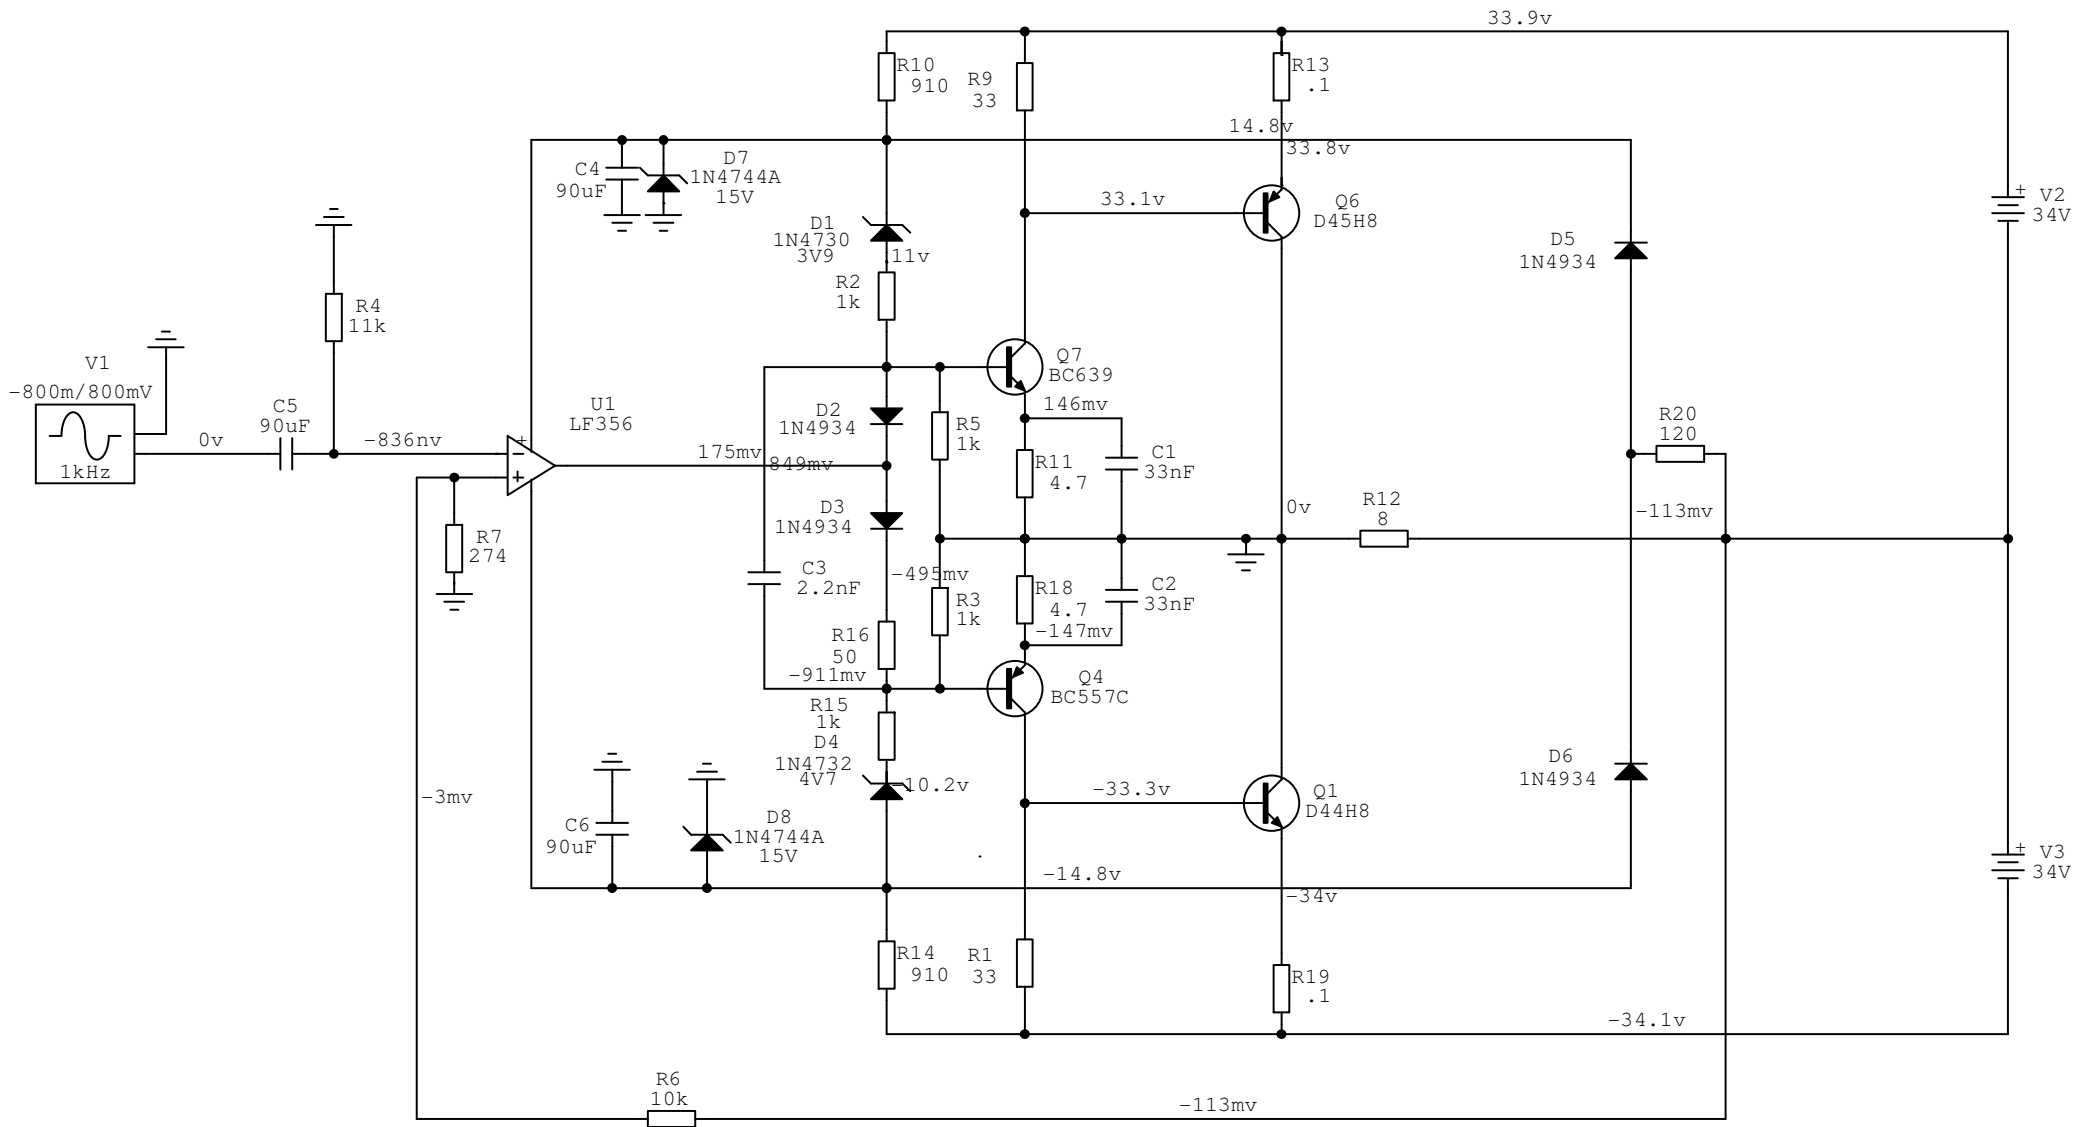 33.9v
R10
910
R9
33
R13
.1
14.8v
33.8v
C4
90uF
D7
1N4744A
15V
33.1v
Q6
D45H8
+
V2
34V
D1
1N4730
3V9
11v
D5
1N4934
R2
1k
R4
11k
V1
-800m/800mV
1kHz
0v
C5
90uF
-836nv
U1
LF356
+
-
+
175mv
849mv
D2
1N4934
R5
1k
Q7
BC639
146mv
R11
4.7
C1
33nF
R20
120
D3
1N4934
0v
R12
8
-113mv
R7
274
C3
2.2nF
-495mv
R3
1k
R18
4.7
-147mv
C2
33nF
R16
50
-911mv
Q4
BC557C
R15
1k
D4
1N4732
4V7
-10.2v
-3mv
-33.3v
Q1
D44H8
D6
1N4934
C6
90uF
D8
1N4744A
15V
+
V3
34V
-14.8v
-34v
R14
910
R1
33
R19
.1
-34.1v
R6
10k
-113mv